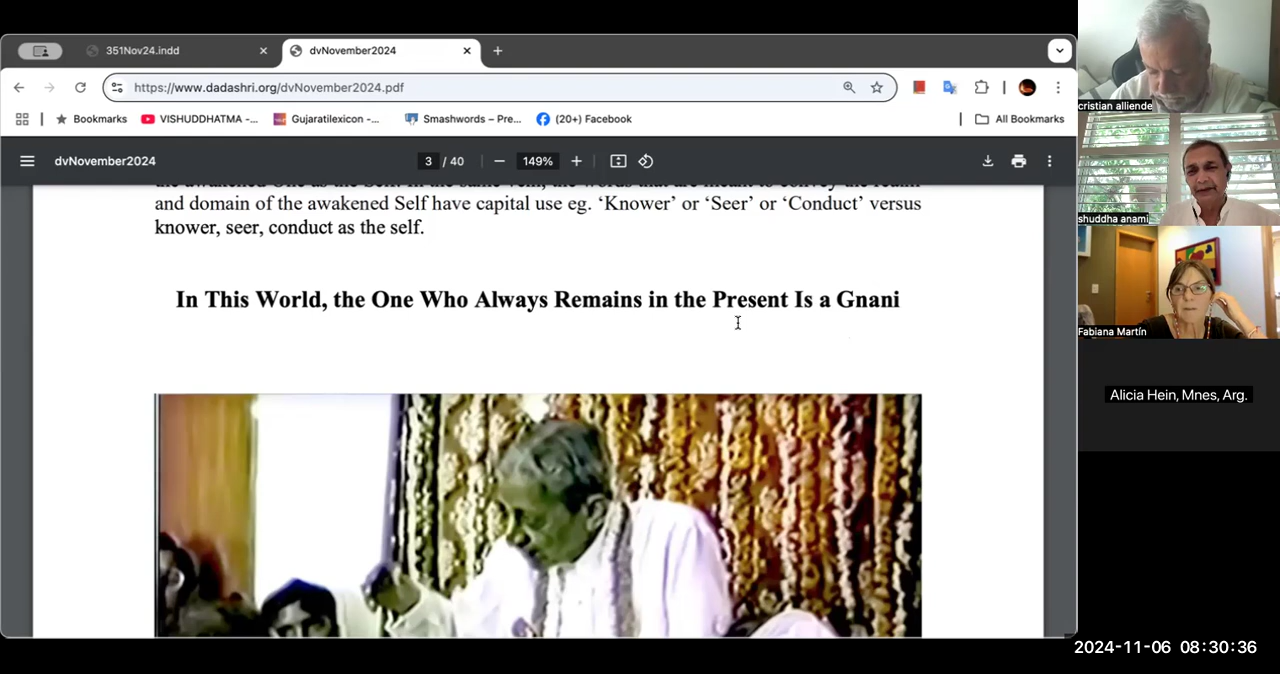 351Nov24.indd
dvNovember2024
https://www.dadashri.org/dvNovember2024.pdf
Bookmarks
VISHUDDHATMA -...
Gujaratilexicon -...
Smashwords – Pre...
(20+) Facebook
All Bookmarks
dvNovember2024
3 / 40
149%
and domain of the awakened Self have capital use eg. ‘Knower’ or ‘Seer’ or ‘Conduct’ versus
knower, seer, conduct as the self.
In This World, the One Who Always Remains in the Present Is a Gnani
cristian alliende
shuddha anami
Fabiana Martín
Alicia Hein, Mnes, Arg.
2024-11-06 08:30:36